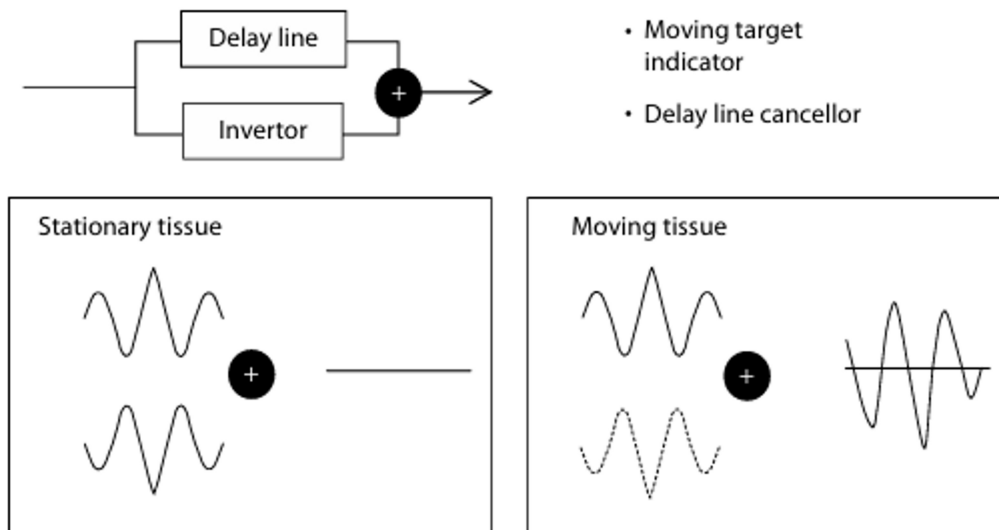 Delay line
Invertor
+
• Moving target
indicator
• Delay line cancellor
Stationary tissue
+
Moving tissue
+